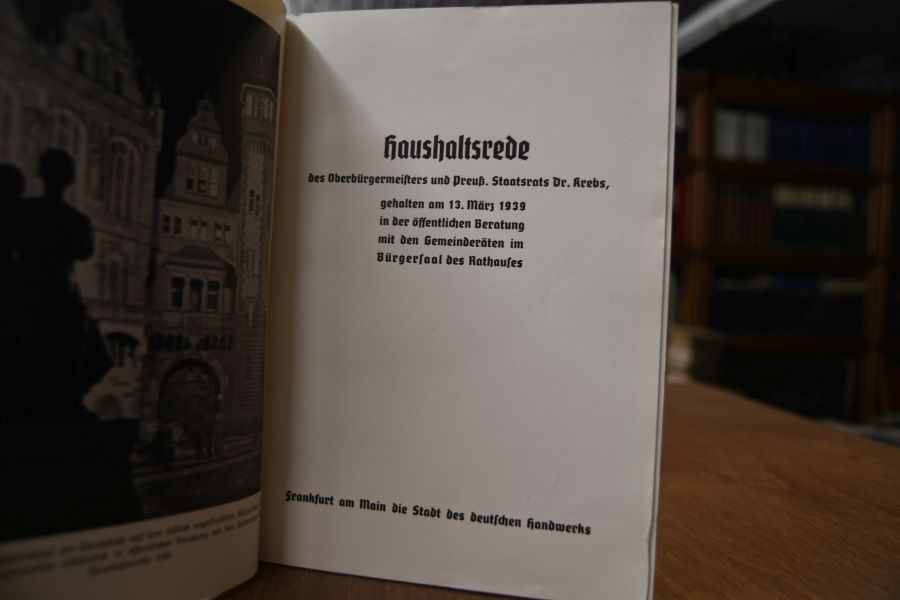 Haushaltsrede
des Oberbürgermeisters und Preuß. Staatsrats Dr. Krebs,
gehalten am 13. März 1939
in der öffentlichen Beratung
mit den Gemeinderäten im
Bürgersaal des Rathauses
Frankfurt am Main die Stadt des deutschen Handwerks